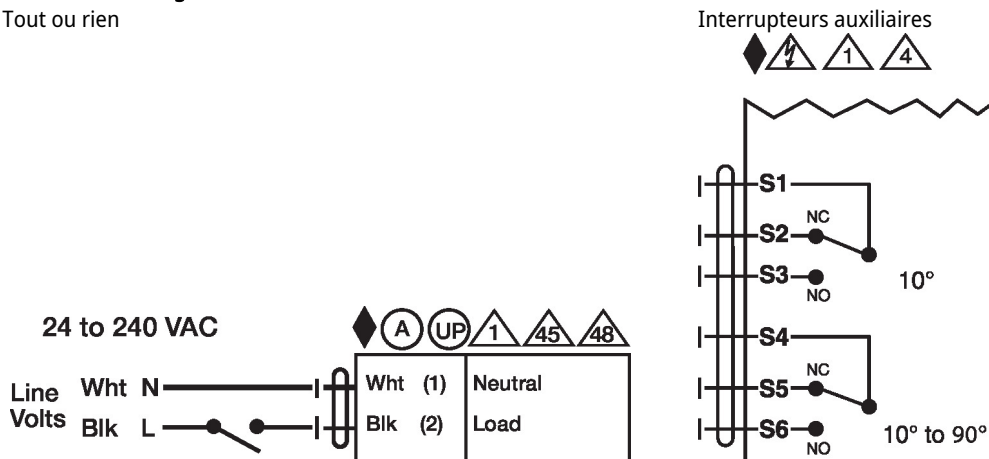 Tout ou rien
24 to 240 VAC
A UP 1 45 48
Line Volts
Wht N
Blk L
Wht (1) Neutral
Blk (2) Load
Interrupteurs auxiliaires
1 4
S1
S2 NC
S3 NO
10°
S4
S5 NC
S6 NO
10° to 90°